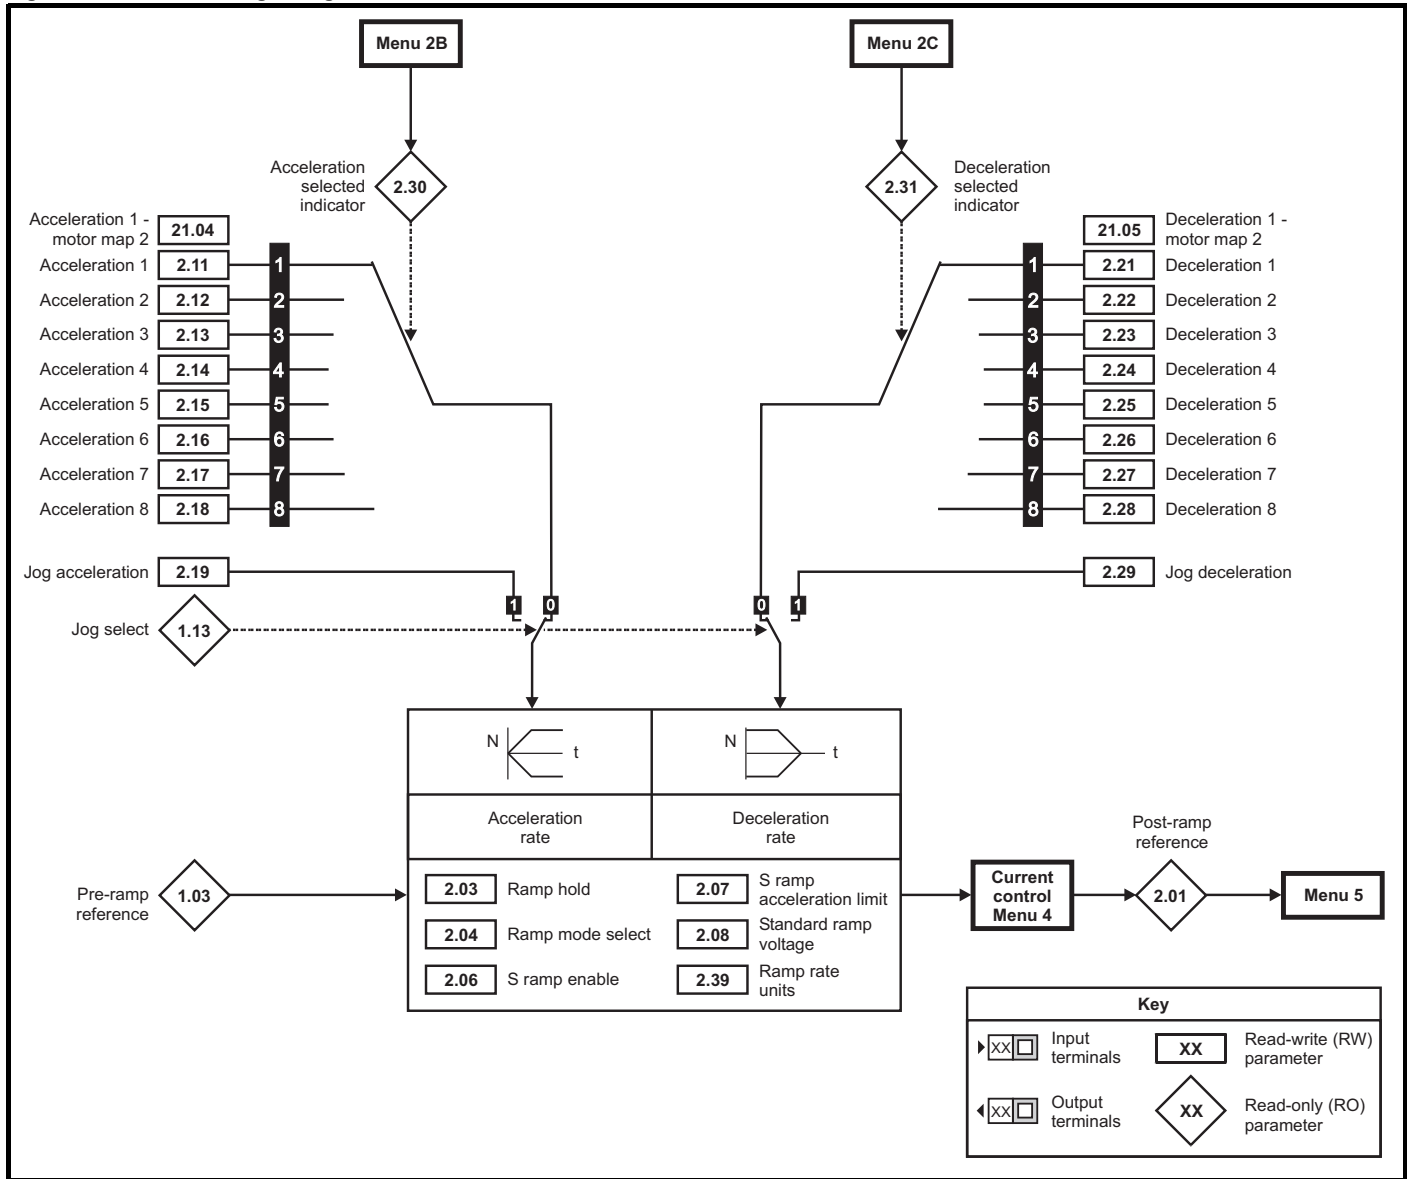 Menu 2B
Menu 2C
Acceleration
selected
indicator
2.30
2.31
Deceleration
selected
indicator
Acceleration 1 -
motor map 2
21.04
Acceleration 1
2.11
1
Acceleration 2
2.12
2
Acceleration 3
2.13
3
Acceleration 4
2.14
4
Acceleration 5
2.15
5
Acceleration 6
2.16
6
Acceleration 7
2.17
7
Acceleration 8
2.18
8
21.05
Deceleration 1 -
motor map 2
1
2.21
Deceleration 1
2
2.22
Deceleration 2
3
2.23
Deceleration 3
4
2.24
Deceleration 4
5
2.25
Deceleration 5
6
2.26
Deceleration 6
7
2.27
Deceleration 7
8
2.28
Deceleration 8
Jog acceleration
2.19
2.29
Jog deceleration
1
0
0
1
Jog select
1.13
N
t
N
t
Acceleration
rate
Deceleration
rate
Pre-ramp
reference
1.03
2.03
Ramp hold
2.07
S ramp
acceleration limit
2.04
Ramp mode select
2.08
Standard ramp
voltage
2.06
S ramp enable
2.39
Ramp rate
units
Current
control
Menu 4
Post-ramp
reference
2.01
Menu 5
Key
XX
Input
terminals
XX
Read-write (RW)
parameter
XX
Output
terminals
XX
Read-only (RO)
parameter